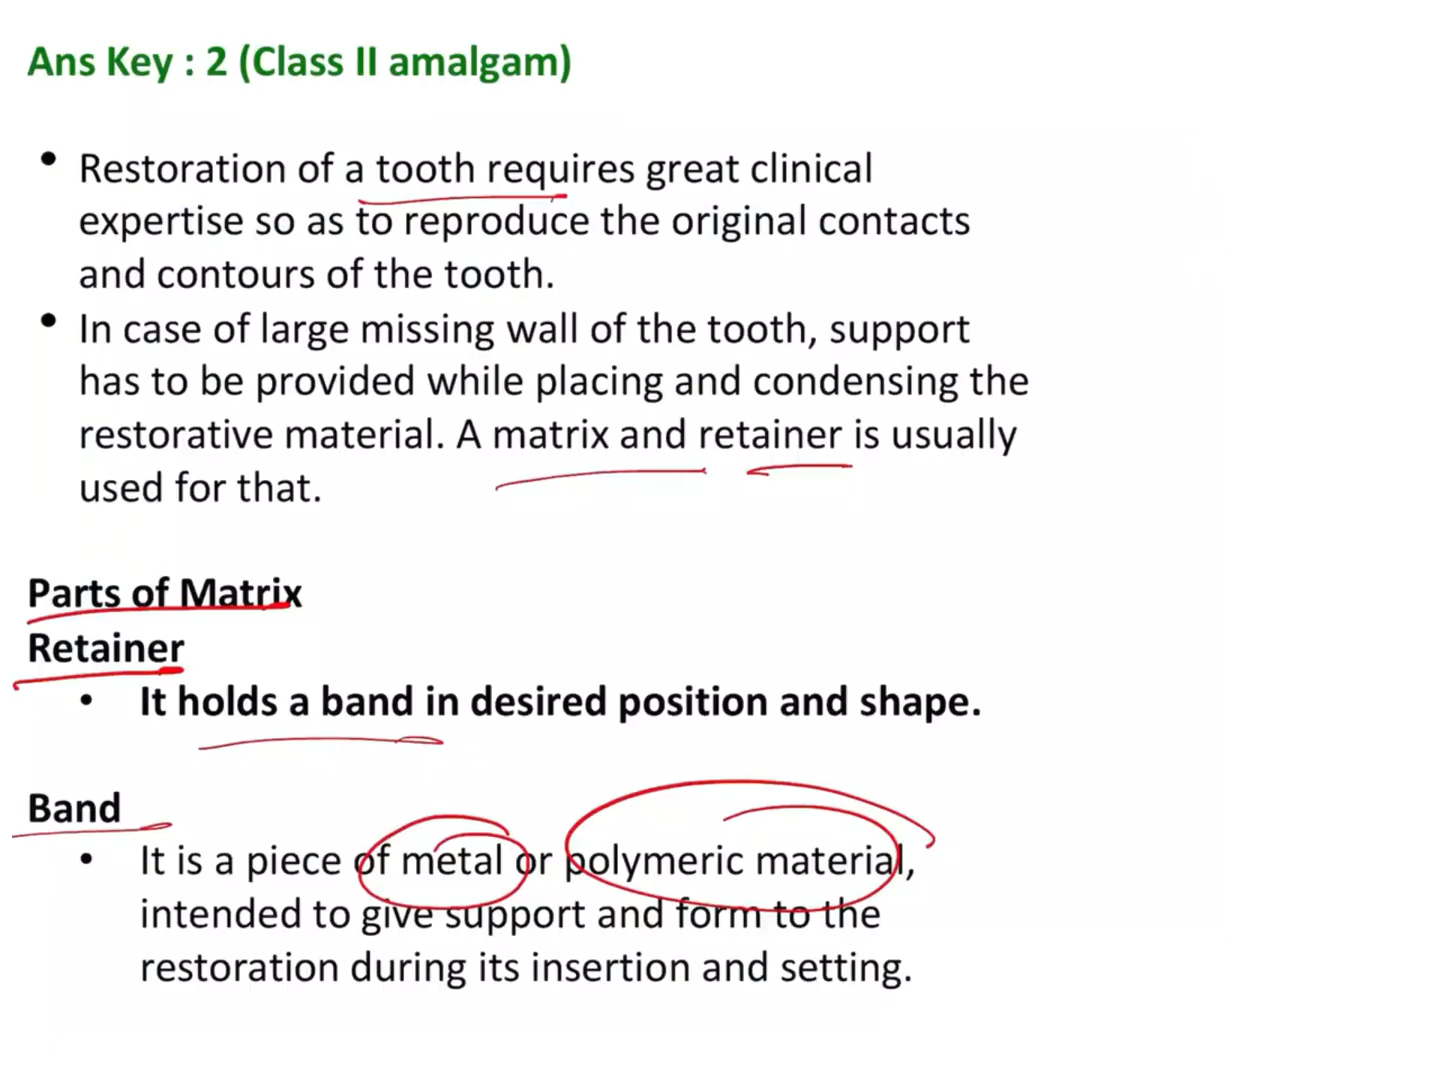 Ans Key : 2 (Class II amalgam)
• Restoration of a tooth requires great clinical
expertise so as to reproduce the original contacts
and contours of the tooth.
• In case of large missing wall of the tooth, support
has to be provided while placing and condensing the
restorative material. A matrix and retainer is usually
used for that.
Parts of Matrix
Retainer
• It holds a band in desired position and shape.
Band
• It is a piece of metal or polymeric material,
intended to give support and form to the
restoration during its insertion and setting.